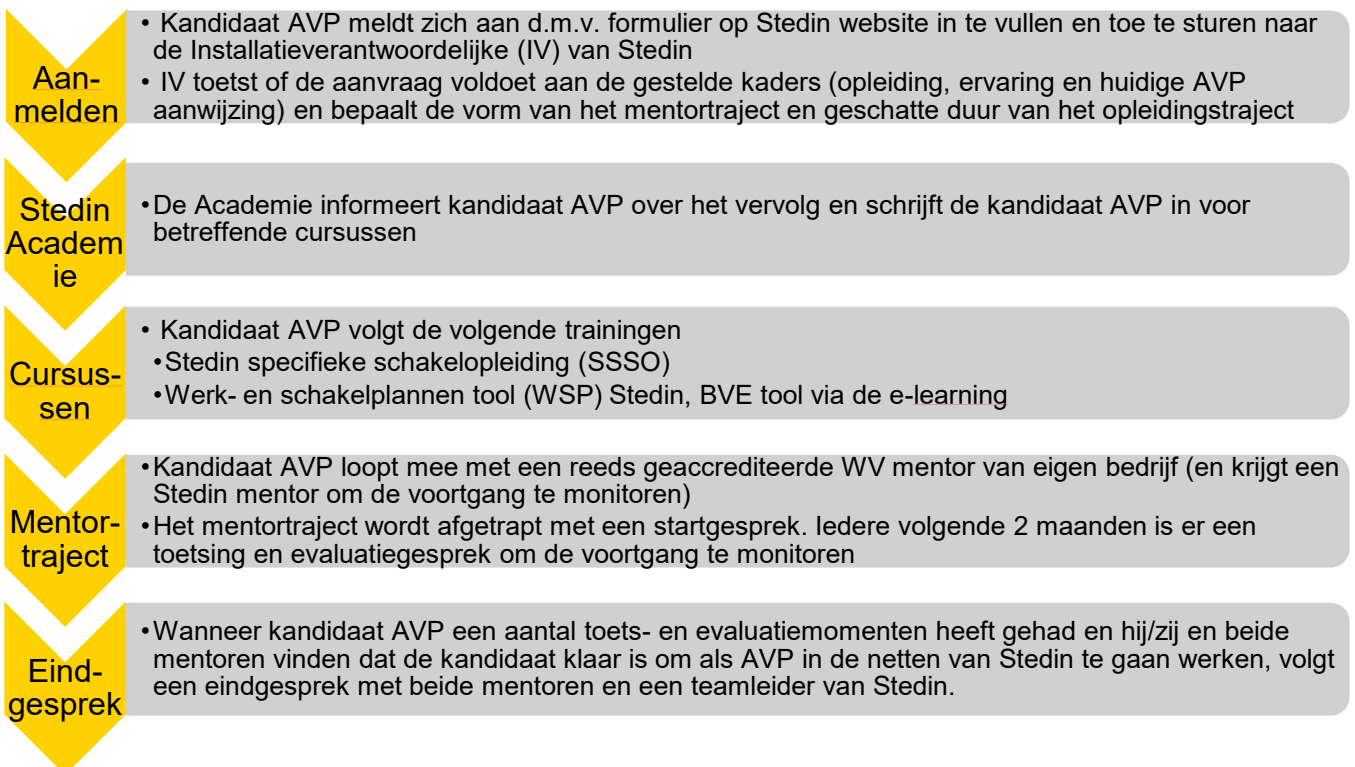 Aan-
melden
• Kandidaat AVP meldt zich aan d.m.v. formulier op Stedin website in te vullen en toe te sturen naar
de Installatieverantwoordelijke (IV) van Stedin
• IV toetst of de aanvraag voldoet aan de gestelde kaders (opleiding, ervaring en huidige AVP
aanwijzing) en bepaalt de vorm van het mentortraject en geschatte duur van het opleidingstraject
Stedin
Academ
ie
•De Academie informeert kandidaat AVP over het vervolg en schrijft de kandidaat AVP in voor
betreffende cursussen
Cursus-
sen
• Kandidaat AVP volgt de volgende trainingen
•Stedin specifieke schakelopleiding (SSSO)
•Werk- en schakelplannen tool (WSP) Stedin, BVE tool via de e-learning
Mentor-
traject
•Kandidaat AVP loopt mee met een reeds geaccrediteerde WV mentor van eigen bedrijf (en krijgt een
Stedin mentor om de voortgang te monitoren)
•Het mentortraject wordt afgetrapt met een startgesprek. Iedere volgende 2 maanden is er een
toetsing en evaluatiegesprek om de voortgang te monitoren
Eind-
gesprek
•Wanneer kandidaat AVP een aantal toets- en evaluatiemomenten heeft gehad en hij/zij en beide
mentoren vinden dat de kandidaat klaar is om als AVP in de netten van Stedin te gaan werken, volgt
een eindgesprek met beide mentoren en een teamleider van Stedin.